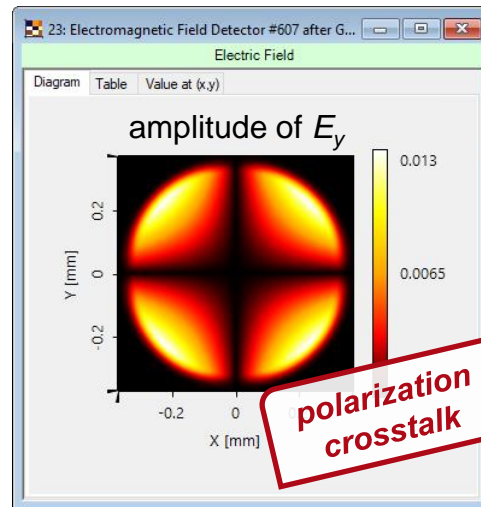 23: Electromagnetic Field Detector #607 after G...
Electric Field
Diagram Table Value at (x,y)
amplitude of Ey
0.013
0.0065
0.2
0
-0.2
Y [mm]
-0.2 0
X [mm]
polarization
crosstalk